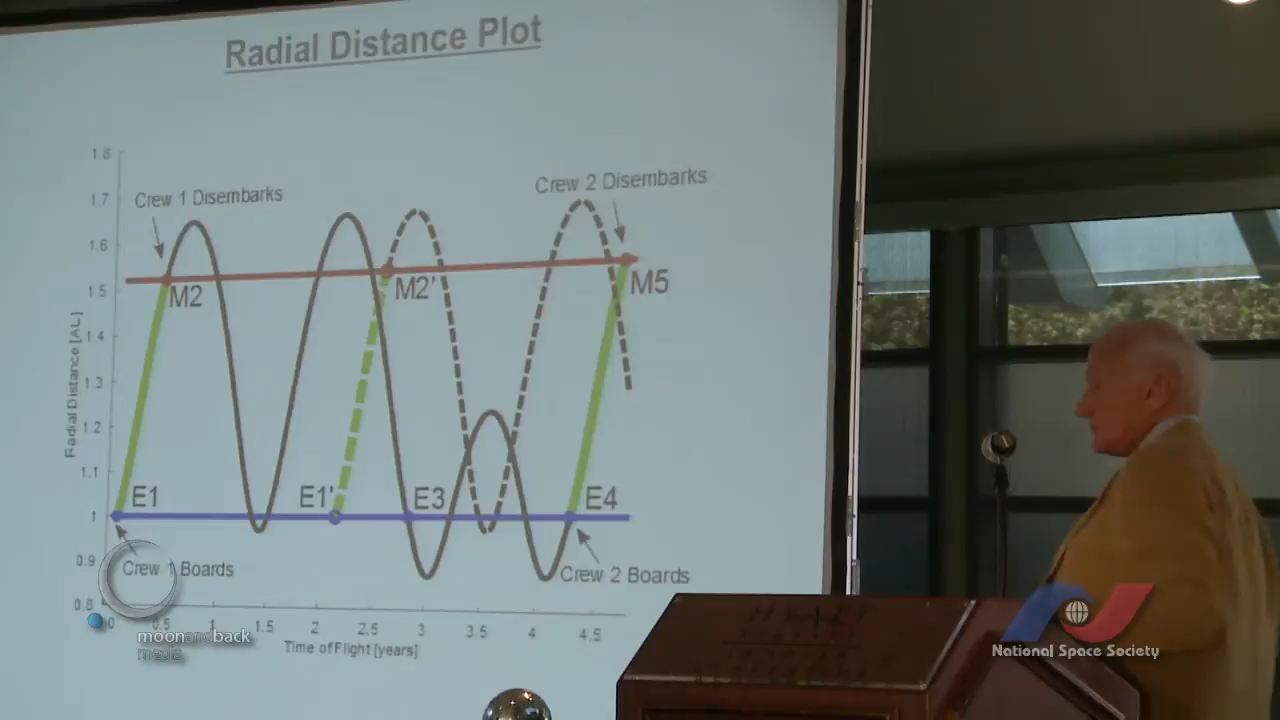 Radial Distance Plot
1.8
Crew 1 Disembarks
Crew 2 Disembarks
1.7
1.6
1.5
M2
M2'
M5
1.4
1.3
1.2
1.1
Radial Distance [AU]
E1
E1'
E3
E4
1
0.9
Crew 1 Boards
Crew 2 Boards
0.8
0 0.5 1 1.5 2 2.5 3 3.5 4 4.5
Time of Flight [years]
moonandback
media
National Space Society